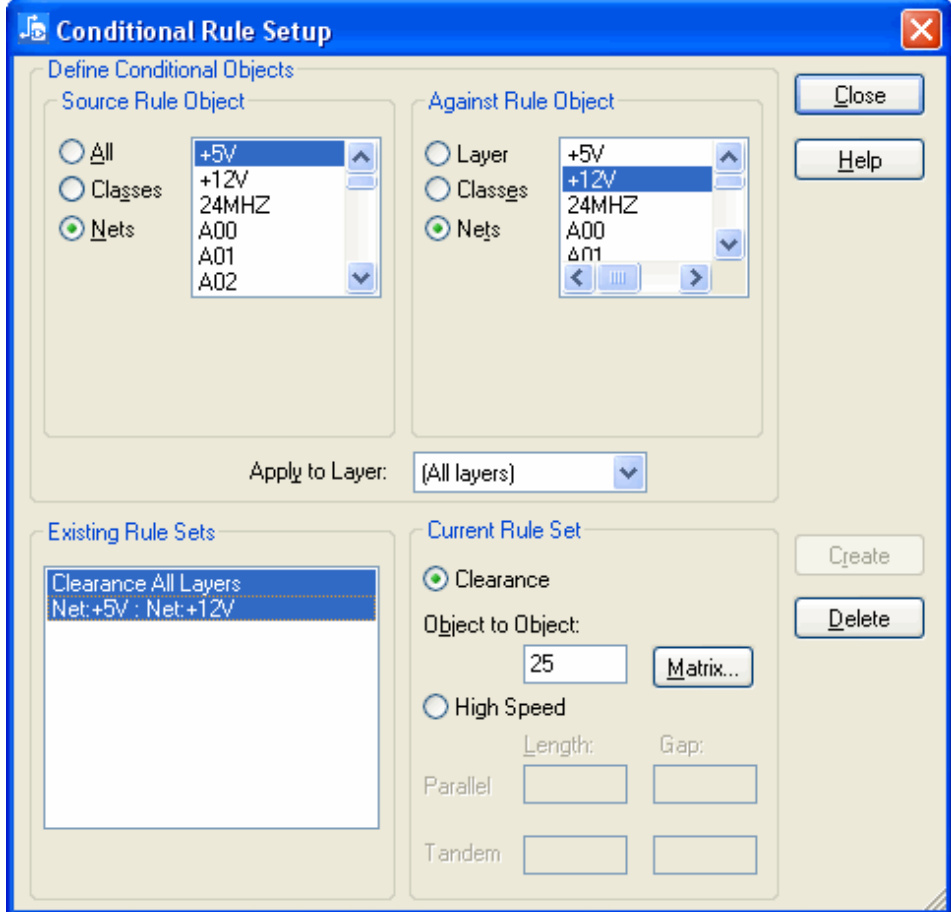 Conditional Rule Setup
Define Conditional Objects
Source Rule Object
All
Classes
Nets
+5V
+12V
24MHZ
A00
A01
A02
Against Rule Object
Layer
Classes
Nets
+5V
+12V
24MHZ
A00
A01
Close
Help
Apply to Layer:
(All layers)
Existing Rule Sets
Clearance All Layers
Net:+5V : Net:+12V
Current Rule Set
Clearance
Object to Object:
25
Matrix...
High Speed
Length:
Gap:
Parallel
Tandem
Create
Delete